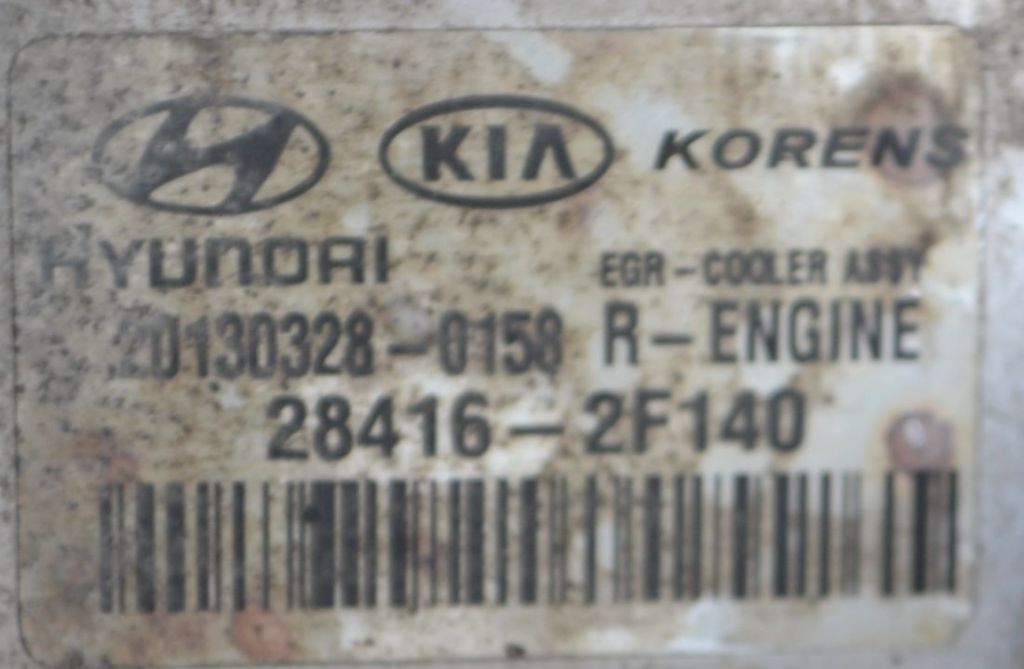 KIA KORENS
HYUNDAI EGR-COOLER ASSY
20130328-0158 R-ENGINE
28416-2F140